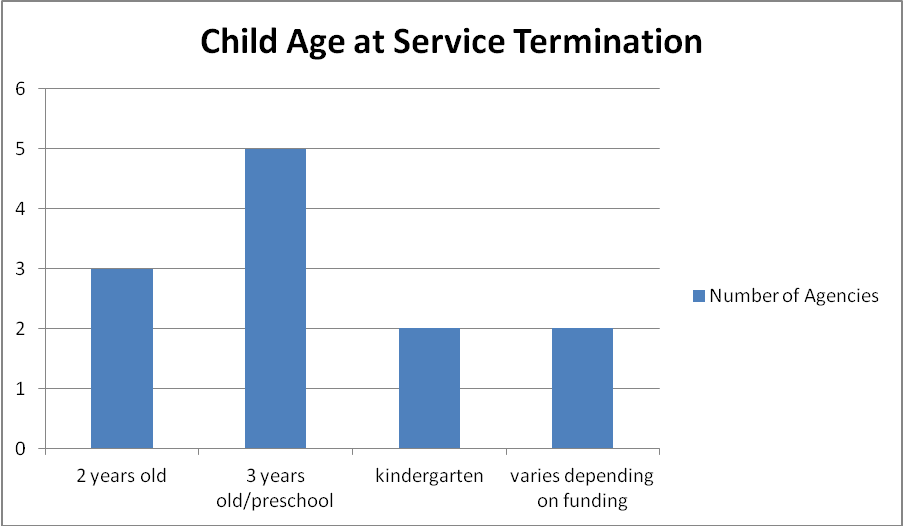 Child Age at Service Termination
6
5
4
3
2
1
0
2 years old
3 years
old/preschool
kindergarten
varies depending
on funding
Number of Agencies